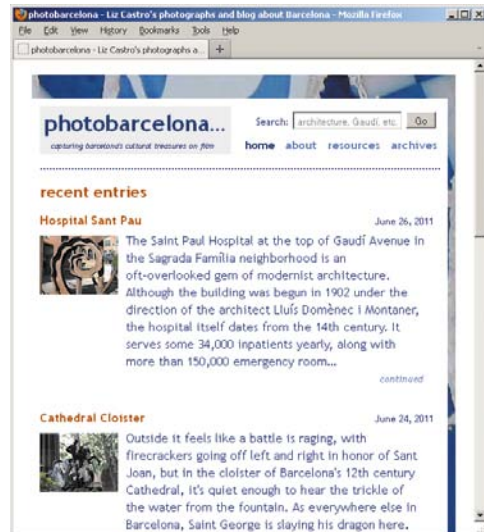 photobarcelona - Liz Castro's photographs and blog about Barcelona - Mozilla Firefox
File Edit View History Bookmarks Tools Help
photobarcelona - Liz Castro's photographs a... +
photobarcelona...
capturing barcelona's cultural treasures on film
Search: architecture, Gaudí, etc. Go
home about resources archives
recent entries
Hospital Sant Pau June 26, 2011
The Saint Paul Hospital at the top of Gaudí Avenue in
the Sagrada Família neighborhood is an
oft-overlooked gem of modernist architecture.
Although the building was begun in 1902 under the
direction of the architect Lluís Domènec i Montaner,
the hospital itself dates from the 14th century. It
serves some 34,000 inpatients yearly, along with
more than 150,000 emergency room...
continued
Cathedral Cloister June 24, 2011
Outside it feels like a battle is raging, with
firecrackers going off left and right in honor of Sant
Joan, but in the cloister of Barcelona's 12th century
Cathedral, it's quiet enough to hear the trickle of
the water from the fountain. As everywhere else in
Barcelona, Saint George is slaying his dragon here.